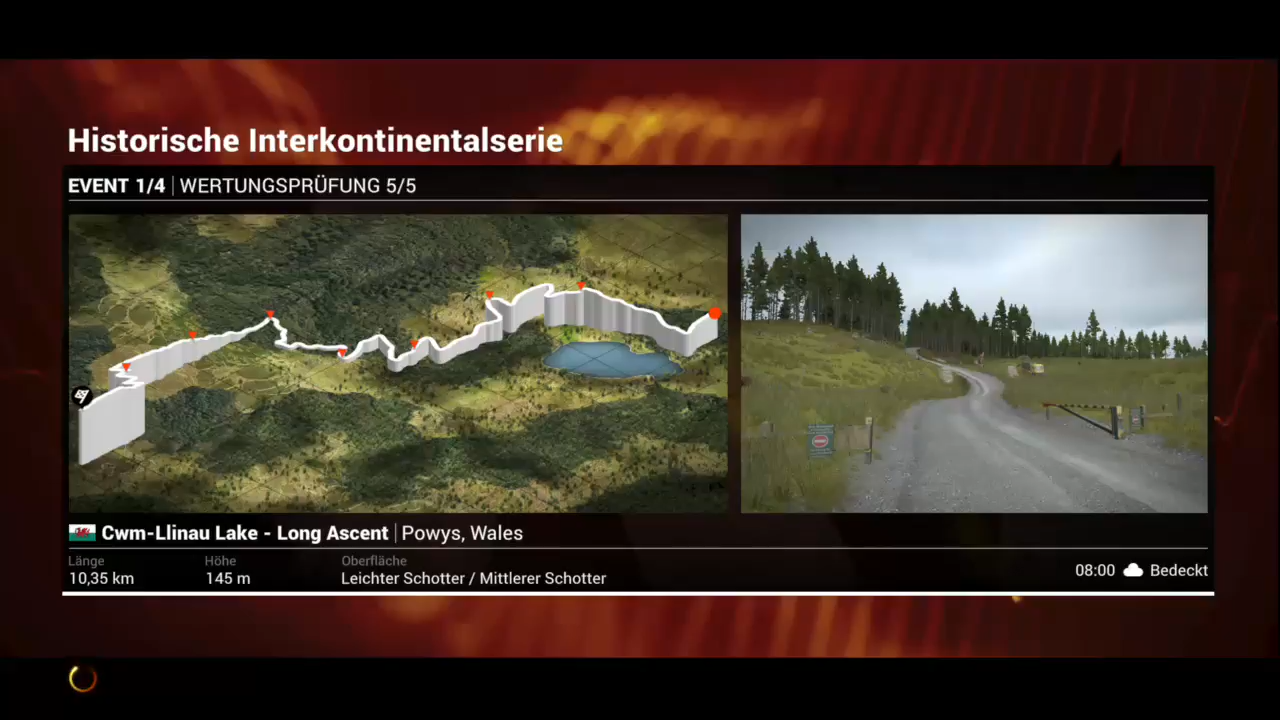 Historische Interkontinentalserie
EVENT 1/4 | WERTUNGSPRÜFUNG 5/5
Cwm-Llinau Lake - Long Ascent | Powys, Wales
Länge
Höhe
Oberfläche
10,35 km
145 m
Leichter Schotter / Mittlerer Schotter
08:00
Bedeckt